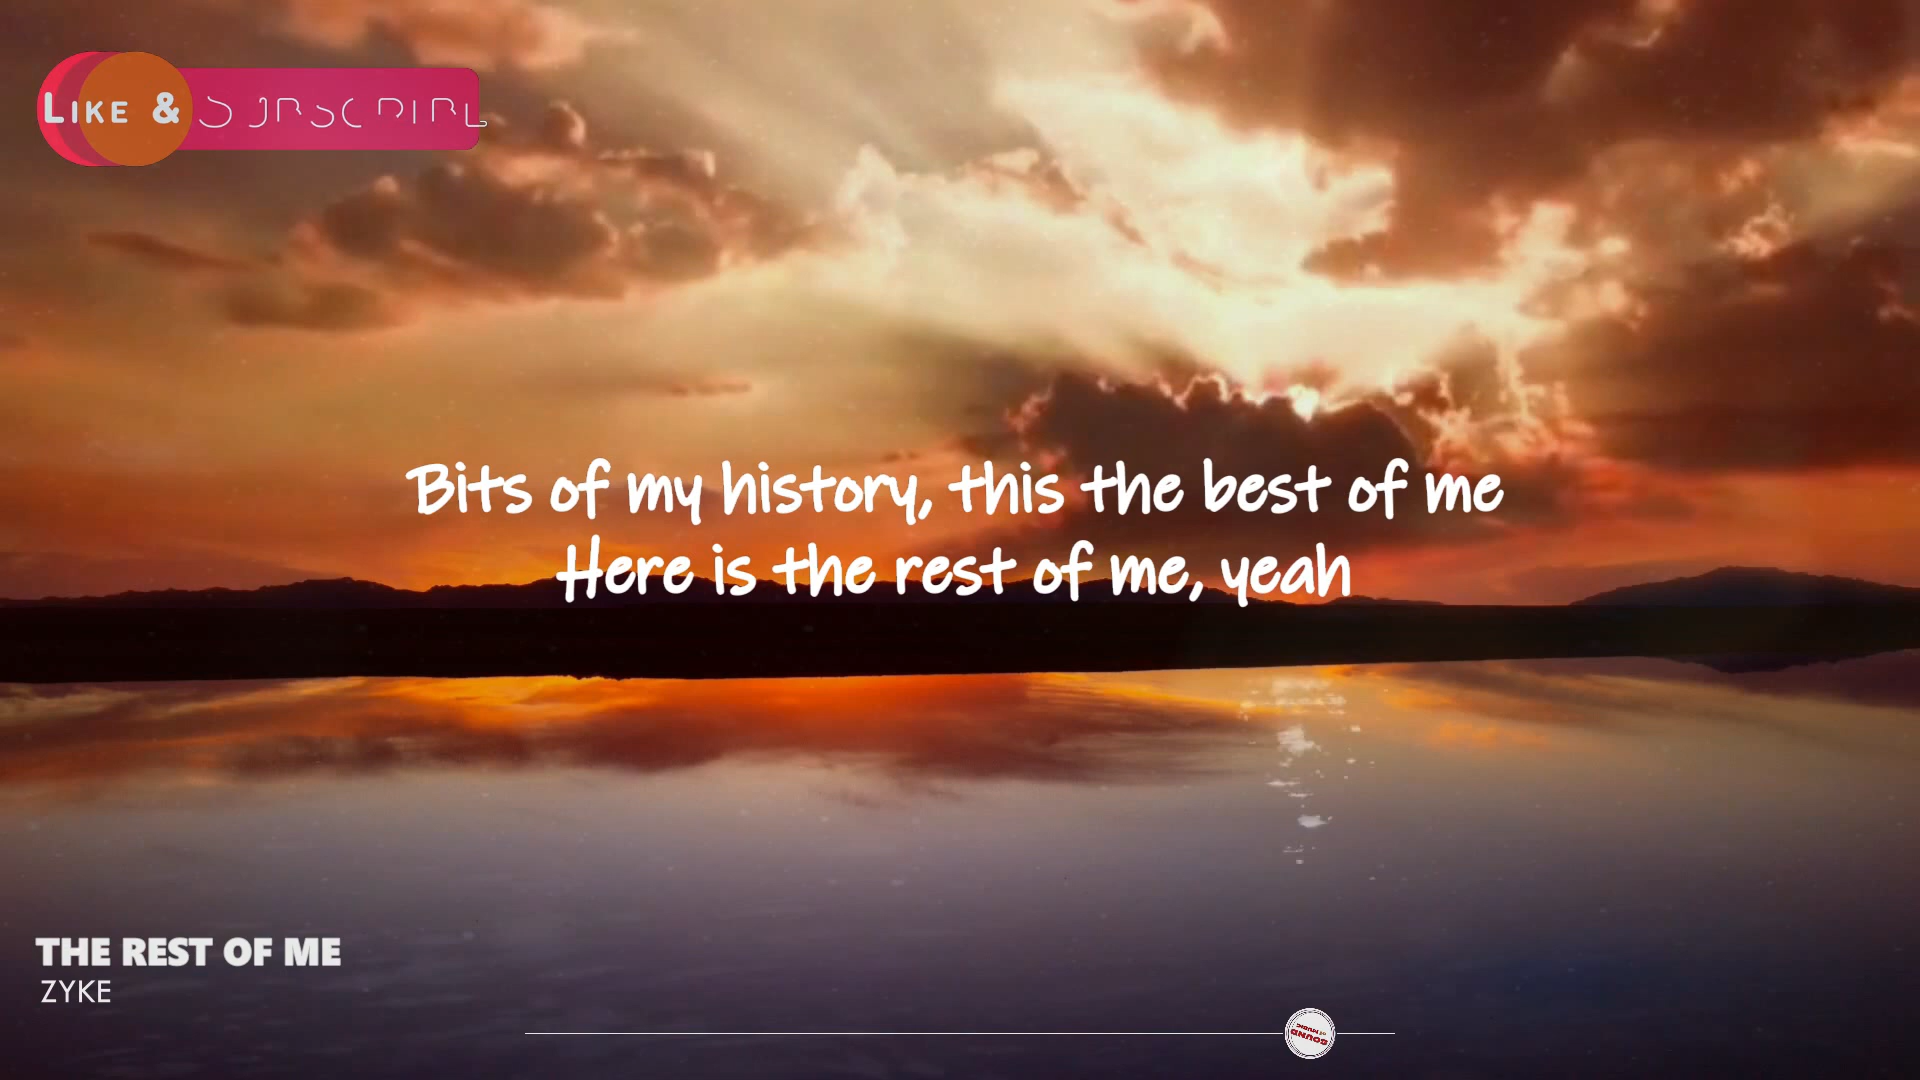 LIKE &
Bits of my history, this the best of me
Here is the rest of me, yeah
THE REST OF ME
ZYKE
SOUND